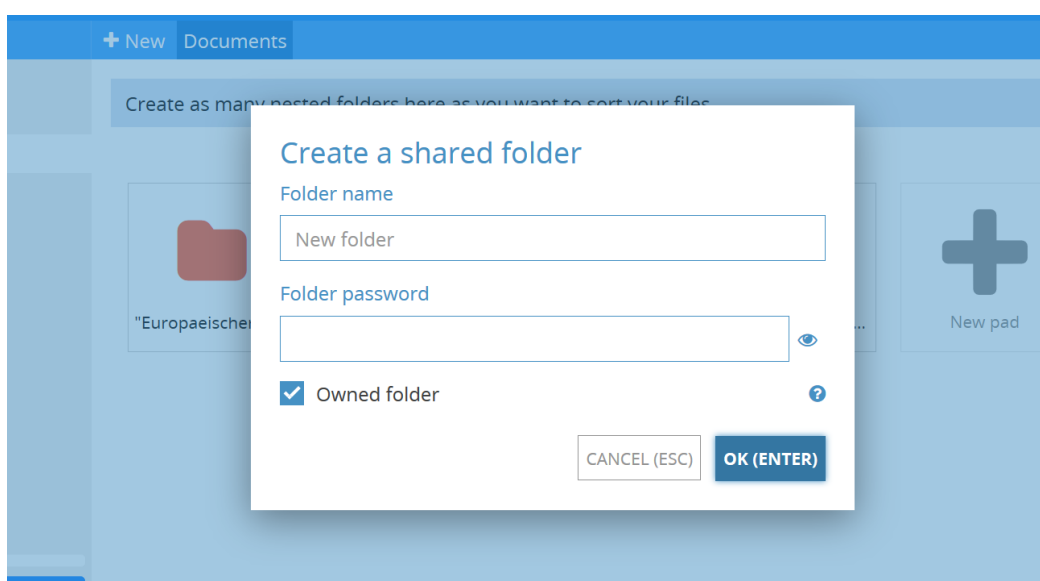 + New Documents
Create as many nested folders here as you want to sort your files
Create a shared folder
Folder name
New folder
Folder password
"Europaeischer
...
New pad
Owned folder
CANCEL (ESC) OK (ENTER)